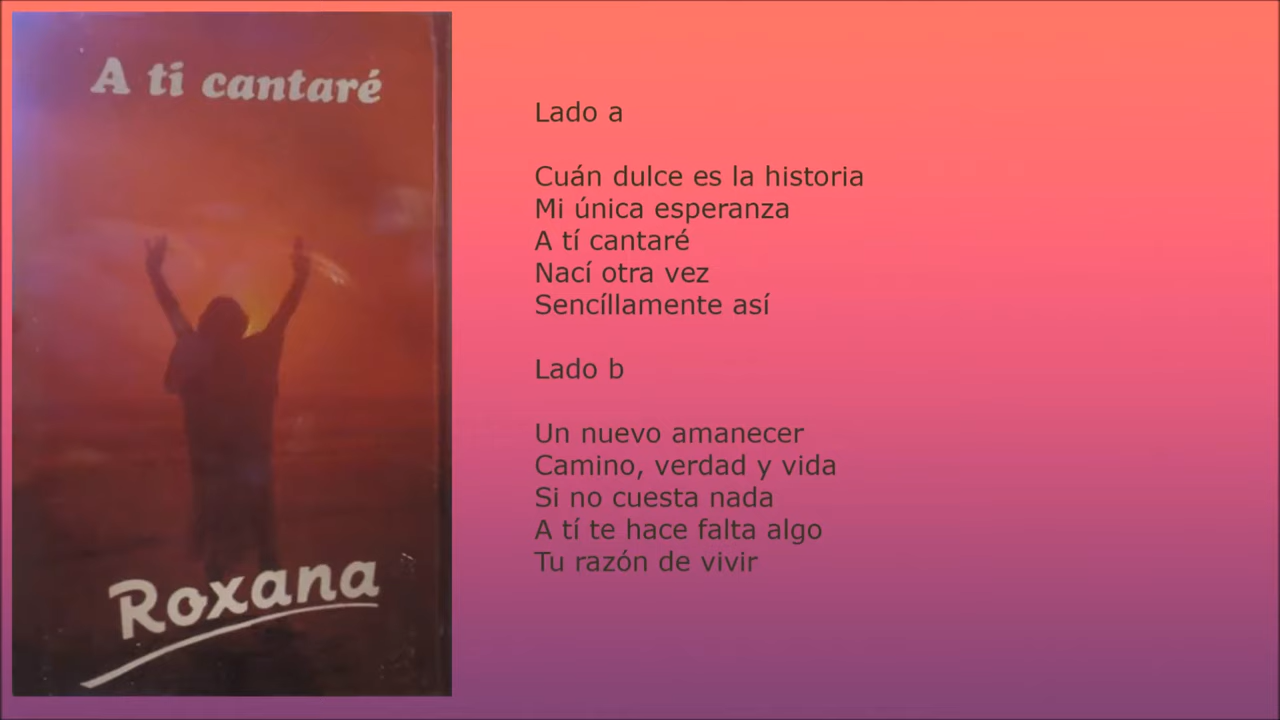 A ti cantaré
Roxana
Lado a
Cuán dulce es la historia
Mi única esperanza
A tí cantaré
Nací otra vez
Sencíllamente así
Lado b
Un nuevo amanecer
Camino, verdad y vida
Si no cuesta nada
A tí te hace falta algo
Tu razón de vivir